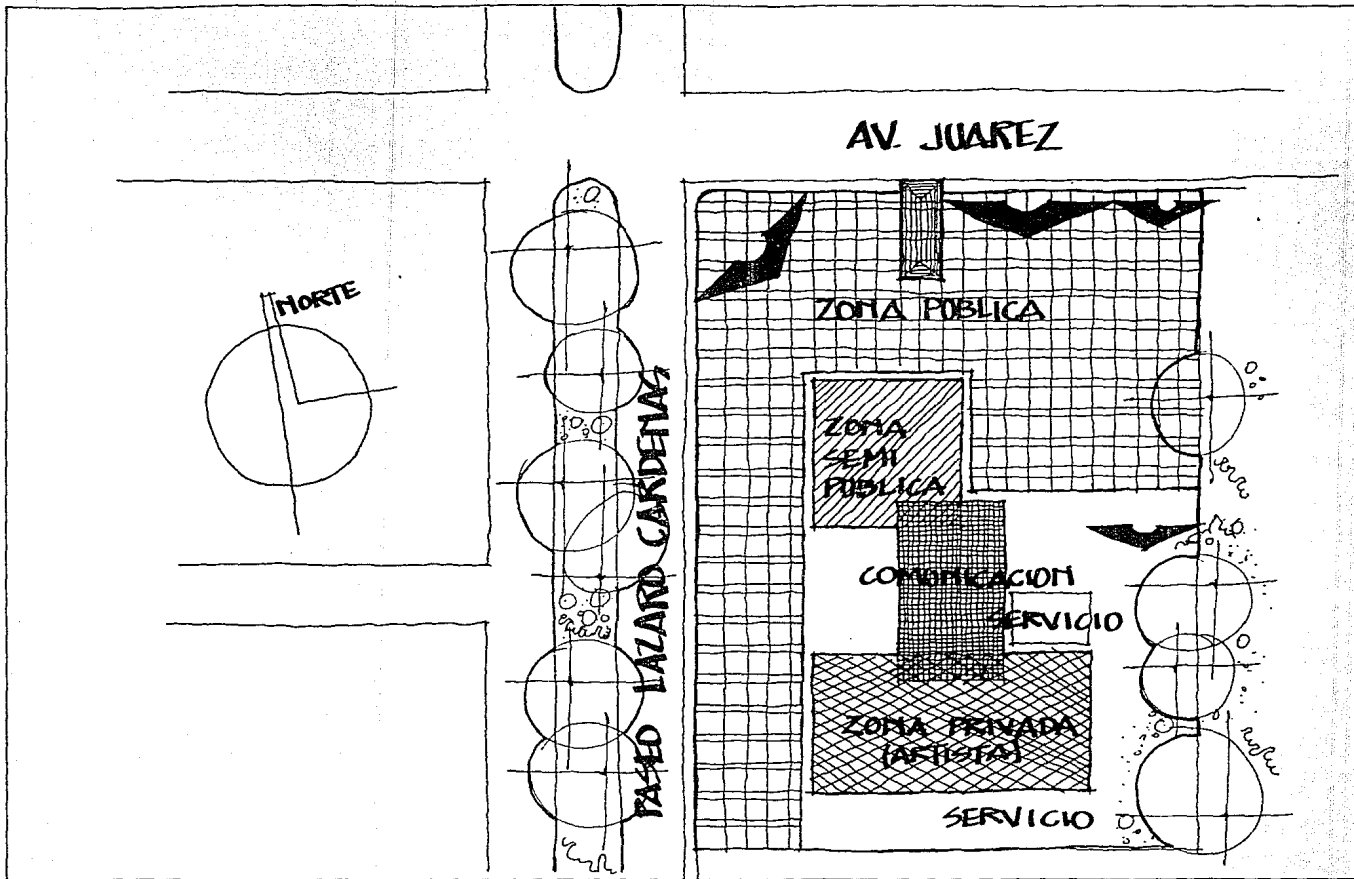 AV. JUAREZ
NORTE
ZONA PUBLICA
PASEO LAZARO CARDENAS
ZONA
SEMI
PUBLICA
COMUNICACION
SERVICIO
ZONA PRIVADA
(ARTISTA)
SERVICIO